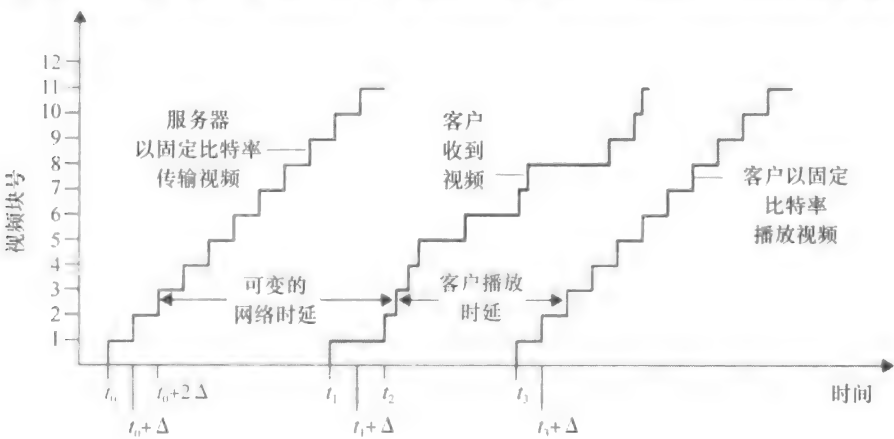 视频块号
12
11
10
9
8
7
6
5
4
3
2
1
服务器
以固定比特率
传输视频
客户
收到
视频
客户以固定
比特率
播放视频
可变的
网络时延
客户播放
时延
t₀
t₀+2Δ
t₁
t₂
t₃
时间
t₀+Δ
t₁+Δ
t₃+Δ